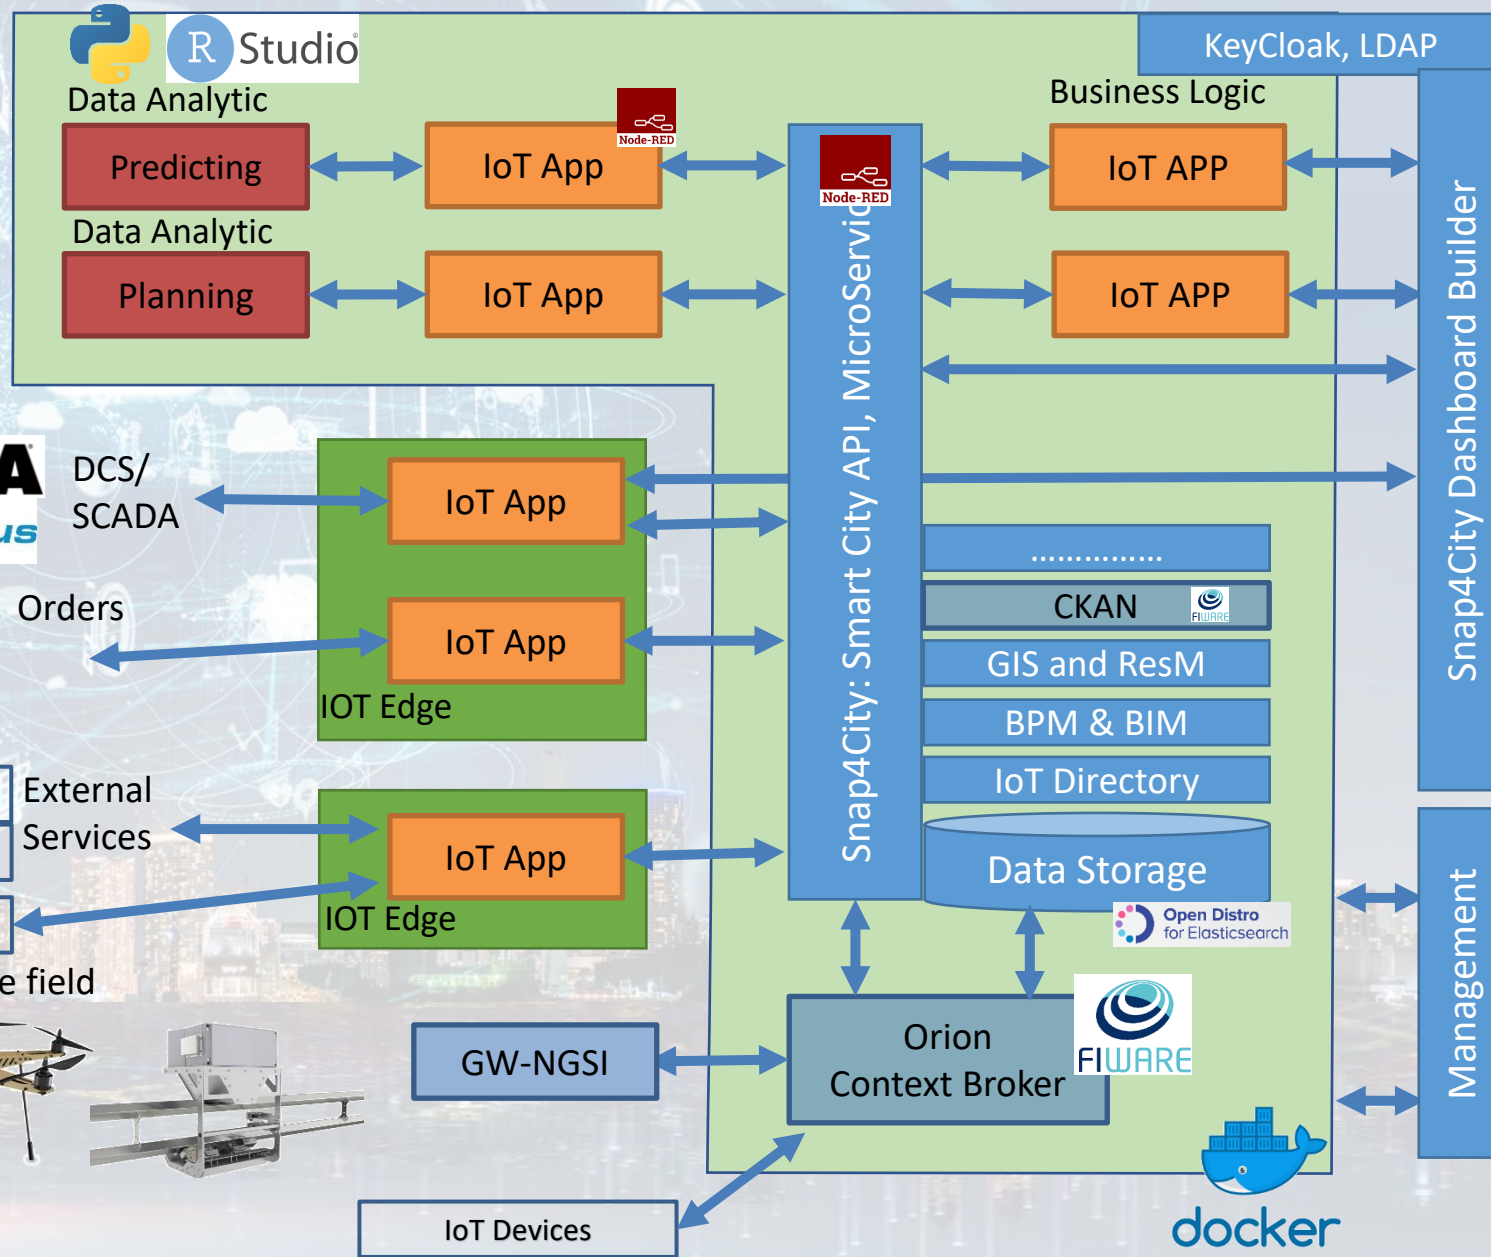 R Studio
KeyCloak, LDAP
Data Analytic
Business Logic
Predicting
IoT App
Node-RED
Node-RED
IoT APP
Data Analytic
Planning
IoT App
IoT APP
Snap4City: Smart City API, MicroServic
Snap4City Dashboard Builder
A
us
DCS/
SCADA
IoT App
Orders
IoT App
IOT Edge
……………
CKAN
FIWARE
GIS and ResM
BPM & BIM
IoT Directory
Data Storage
Open Distro
for Elasticsearch
External
Services
IoT App
IOT Edge
e field
Management
GW-NGSI
Orion
Context Broker
FIWARE
IoT Devices
docker